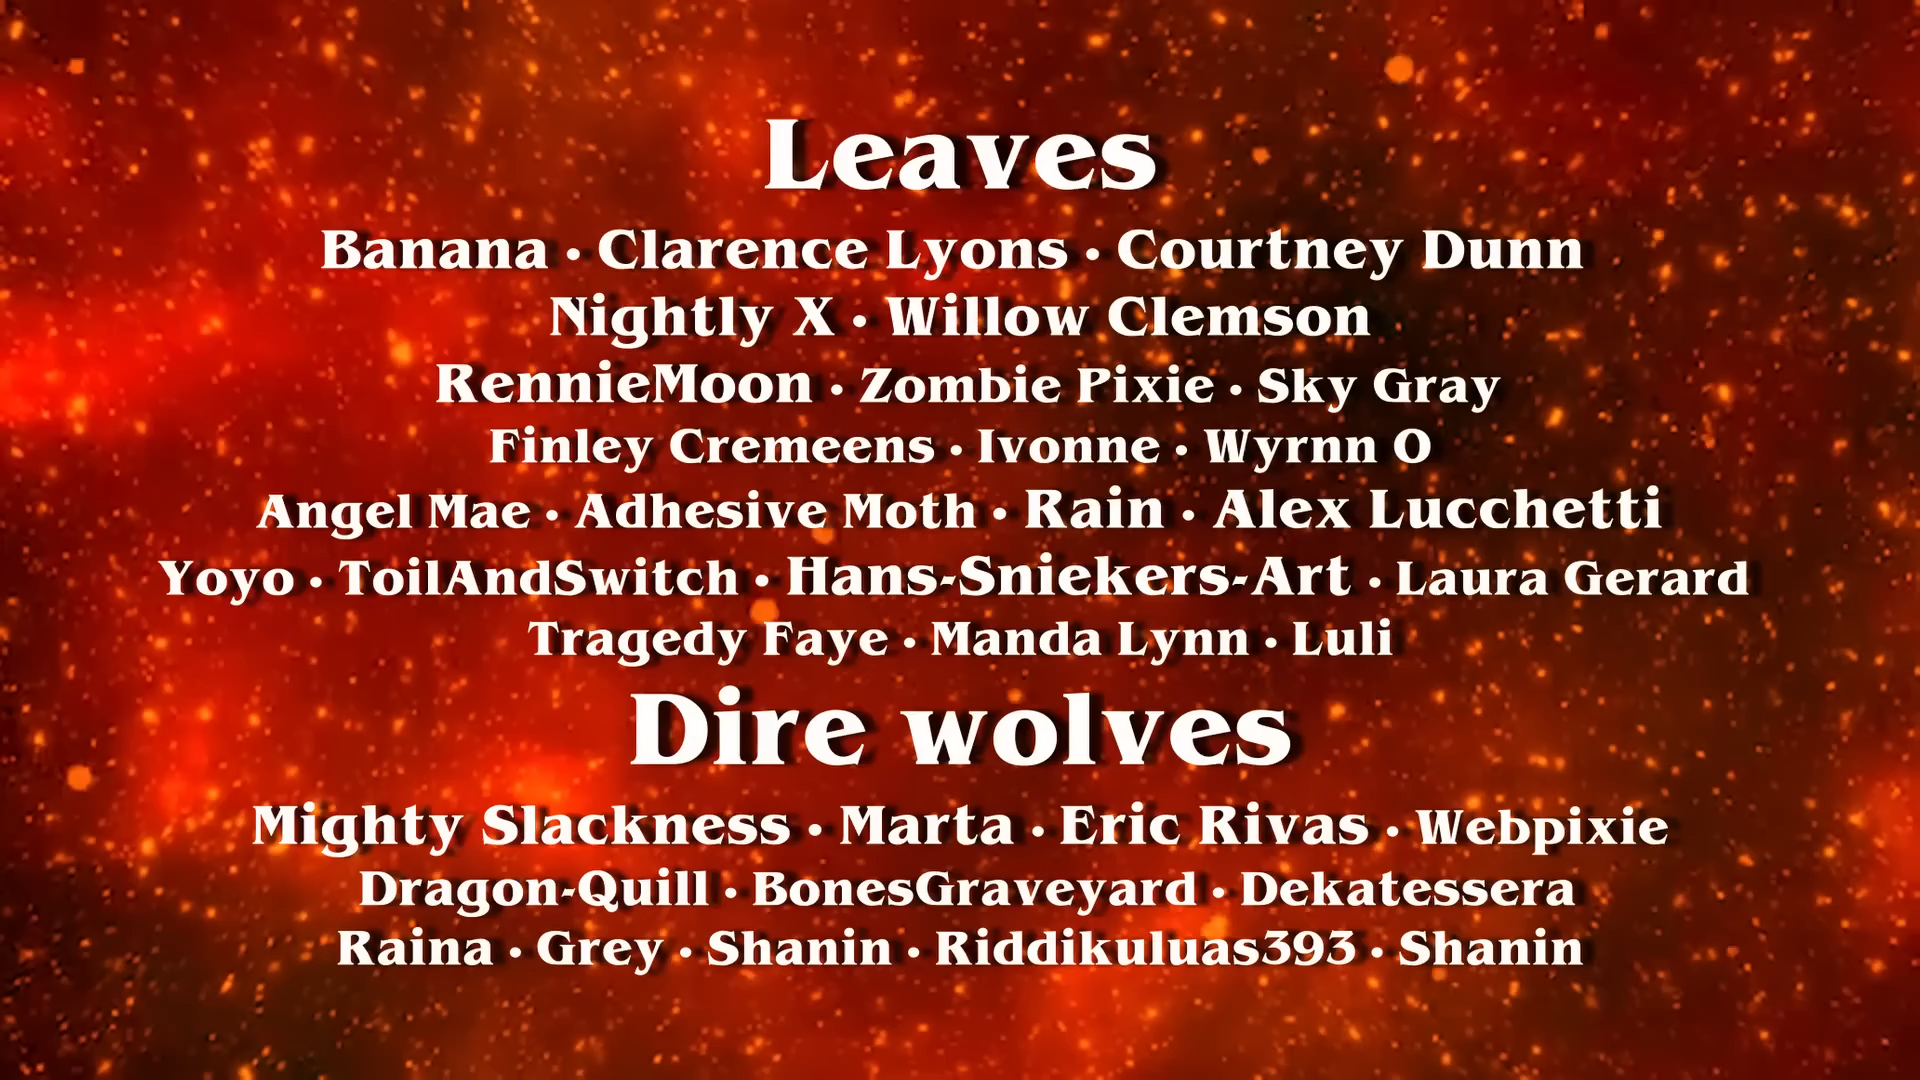 Leaves
Banana • Clarence Lyons • Courtney Dunn
Nightly X • Willow Clemson
RennieMoon • Zombie Pixie • Sky Gray
Finley Cremeens • Ivonne • Wyrnn O
Angel Mae • Adhesive Moth • Rain • Alex Lucchetti
Yoyo • ToilAndSwitch • Hans-Sniekers-Art • Laura Gerard
Tragedy Faye • Manda Lynn • Luli
Dire wolves
Mighty Slackness • Marta • Eric Rivas • Webpixie
Dragon-Quill • BonesGraveyard • Dekatessera
Raina • Grey • Shanin • Riddikuluas393 • Shanin